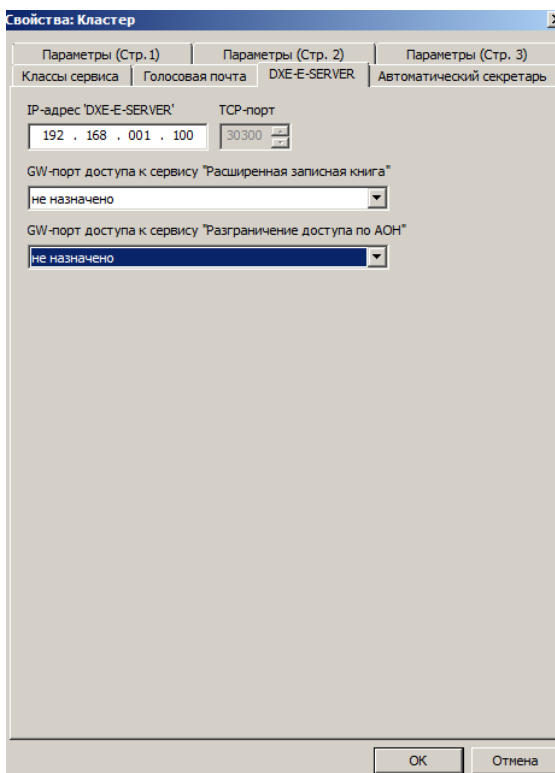 Свойства: Кластер
Параметры (Стр.1) Параметры (Стр. 2) Параметры (Стр. 3)
Классы сервиса Голосовая почта DXE-E-SERVER Автоматический секретарь
IP-адрес 'DXE-E-SERVER' TCP-порт
192 . 168 . 001 . 100 30300
GW-порт доступа к сервису "Расширенная записная книга"
не назначено
GW-порт доступа к сервису "Разграничение доступа по АОН"
не назначено
OK Отмена